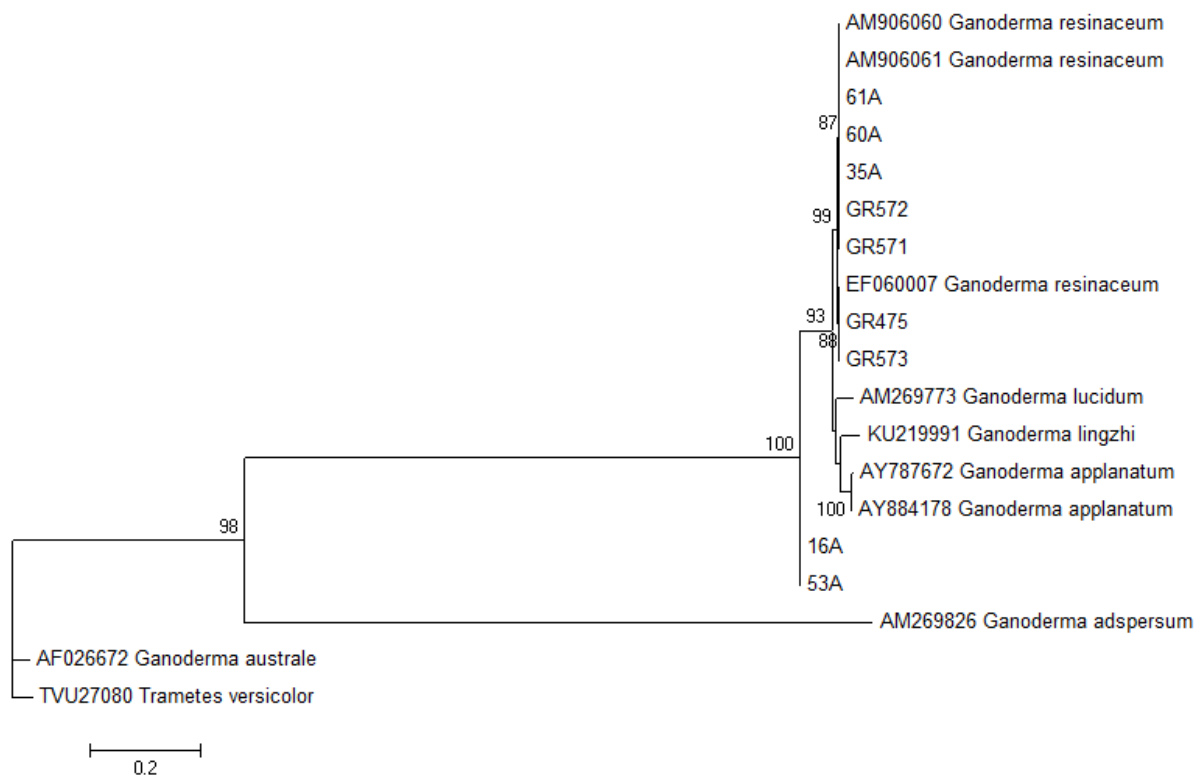 AM906060 Ganoderma resinaceum
AM906061 Ganoderma resinaceum
61A
87
60A
35A
GR572
99
GR571
EF060007 Ganoderma resinaceum
93
GR475
88
GR573
AM269773 Ganoderma lucidum
KU219991 Ganoderma lingzhi
100
AY787672 Ganoderma applanatum
100
AY884178 Ganoderma applanatum
98
16A
53A
AM269826 Ganoderma adspersum
AF026672 Ganoderma australe
TVU27080 Trametes versicolor
0.2